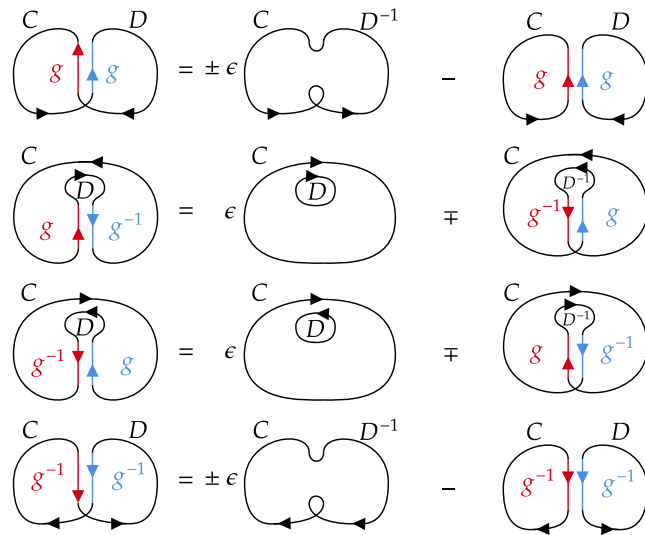 C D C D⁻¹ C D
g g = ± ϵ − g g
C C C
D D D⁻¹
g g⁻¹ = ϵ ∓ g⁻¹ g
C C C
D D D⁻¹
g⁻¹ g = ϵ ∓ g g⁻¹
C D C D⁻¹ C D
g⁻¹ g⁻¹ = ± ϵ − g⁻¹ g⁻¹